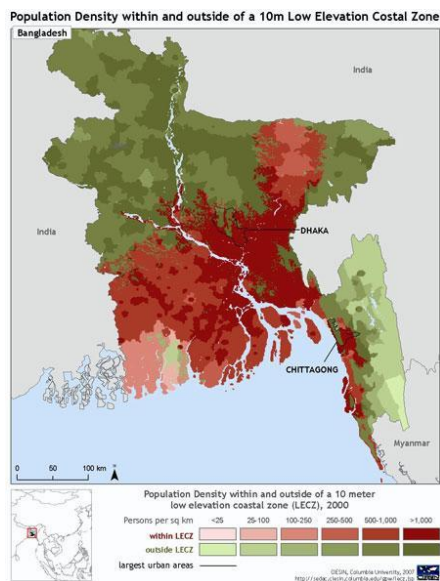 Population Density within and outside of a 10m Low Elevation Costal Zone
Bangladesh
India
India
DHAKA
CHITTAGONG
Myanmar
0 50 100 km
Population Density within and outside of a 10 meter
low elevation coastal zone (LECZ), 2000
Persons per sq km <25 25-100 100-250 250-500 500-1,000 >1,000
within LECZ
outside LECZ
largest urban areas
CIESIN, Columbia University, 2007